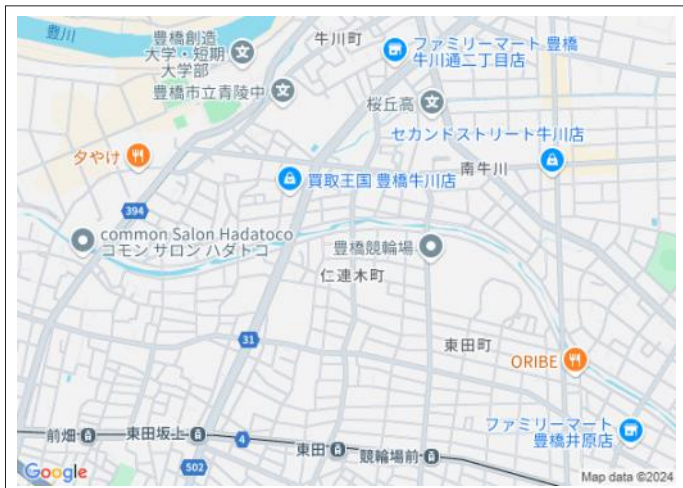 豊川
豊橋創造
大学・短期
大学部
牛川町
ファミリーマート 豊橋
牛川通二丁目店
豊橋市立青陵中
桜丘高
セカンドストリート牛川店
夕やけ
南牛川
買取王国 豊橋牛川店
394
common Salon Hadatoco
コモン サロン ハダトコ
豊橋競輪場
仁連木町
31
東田町
ORIBE
ファミリーマート
豊橋井原店
前畑
東田坂上
4
東田
競輪場前
502
Google
Map data ©2024